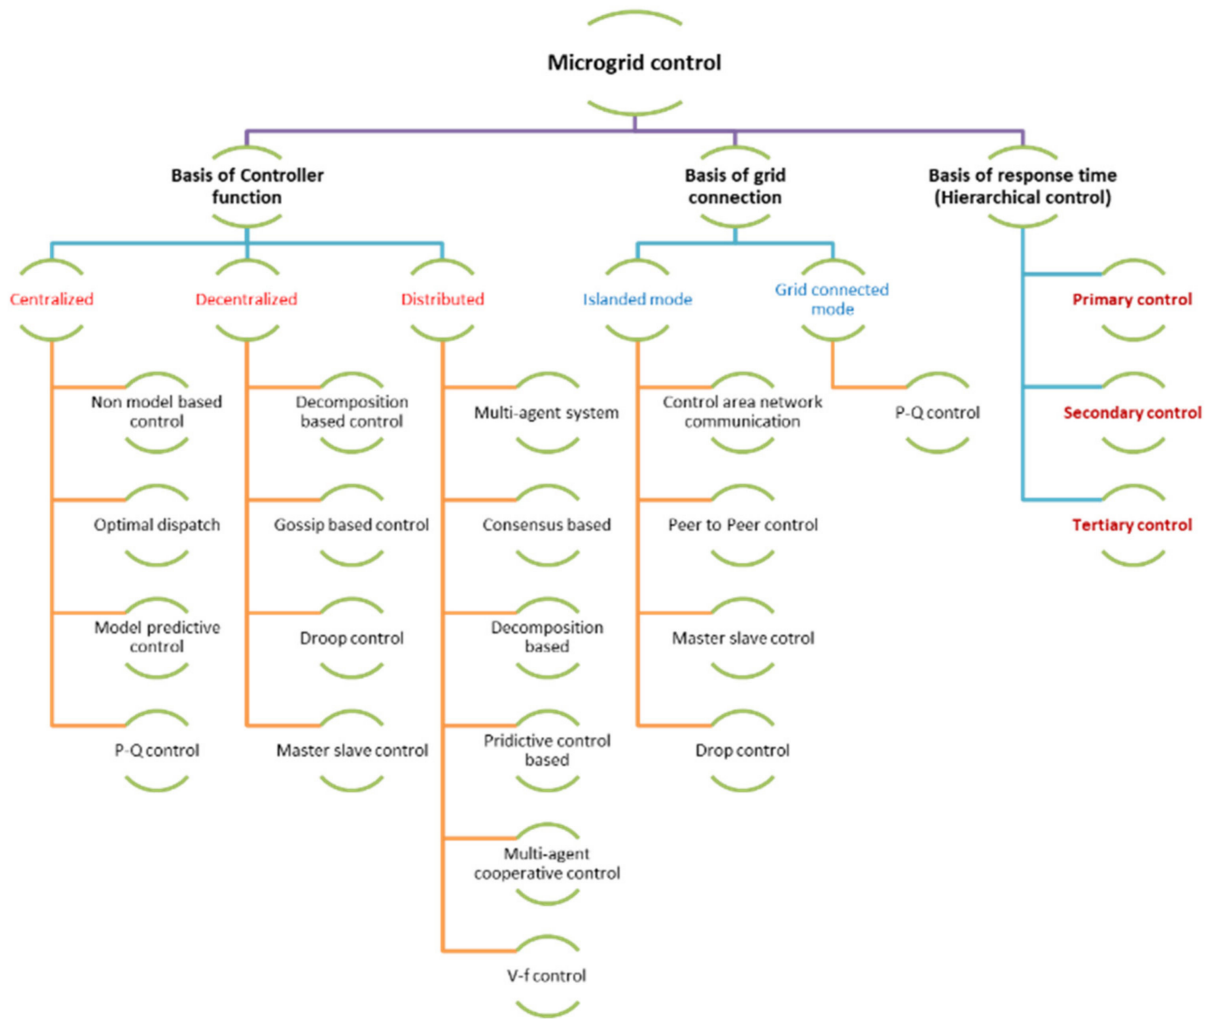 Microgrid control
Basis of Controller
function
Basis of grid
connection
Basis of response time
(Hierarchical control)
Centralized
Decentralized
Distributed
Islanded mode
Grid connected
mode
Primary control
Non model based
control
Decomposition
based control
Multi-agent system
Control area network
communication
P-Q control
Secondary control
Optimal dispatch
Gossip based control
Consensus based
Peer to Peer control
Tertiary control
Model predictive
control
Droop control
Decomposition
based
Master slave cotrol
P-Q control
Master slave control
Pridictive control
based
Drop control
Multi-agent
cooperative control
V-f control